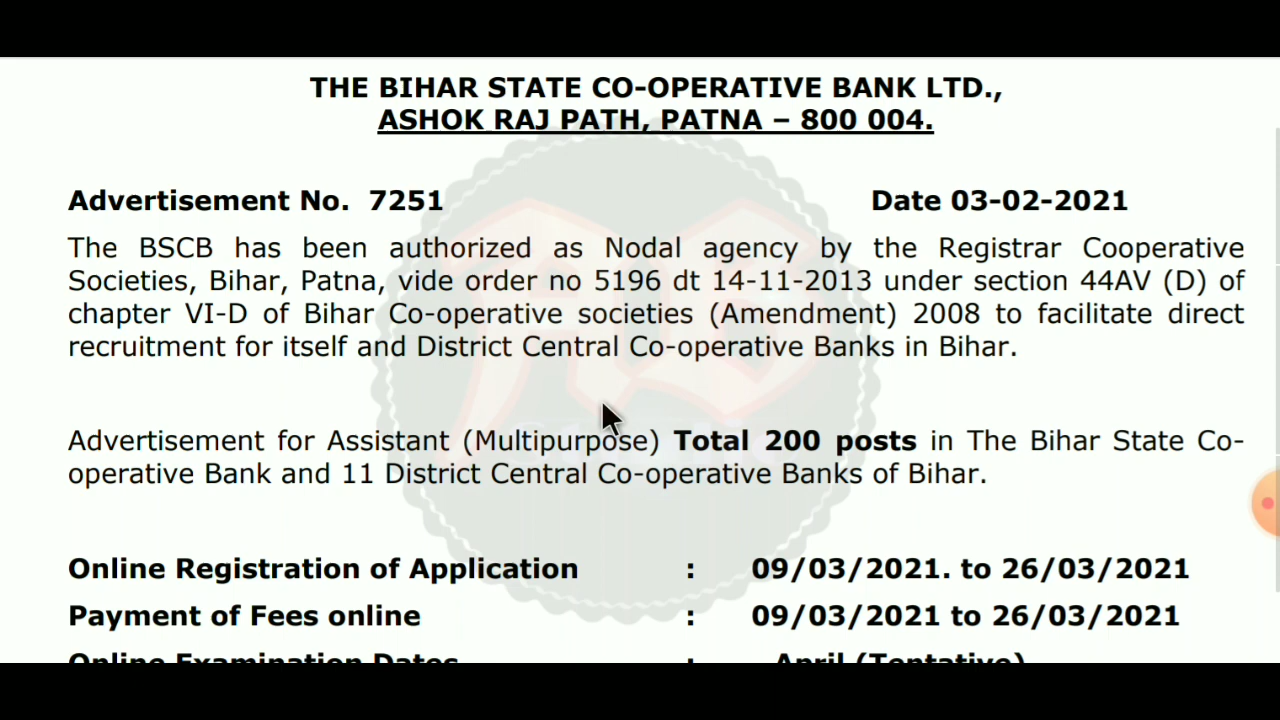 THE BIHAR STATE CO-OPERATIVE BANK LTD.,
ASHOK RAJ PATH, PATNA – 800 004.
Advertisement No. 7251 Date 03-02-2021
The BSCB has been authorized as Nodal agency by the Registrar Cooperative
Societies, Bihar, Patna, vide order no 5196 dt 14-11-2013 under section 44AV (D) of
chapter VI-D of Bihar Co-operative societies (Amendment) 2008 to facilitate direct
recruitment for itself and District Central Co-operative Banks in Bihar.
Advertisement for Assistant (Multipurpose) Total 200 posts in The Bihar State Co-
operative Bank and 11 District Central Co-operative Banks of Bihar.
Online Registration of Application : 09/03/2021. to 26/03/2021
Payment of Fees online : 09/03/2021 to 26/03/2021
Online Examination Dates : April (Tentative)